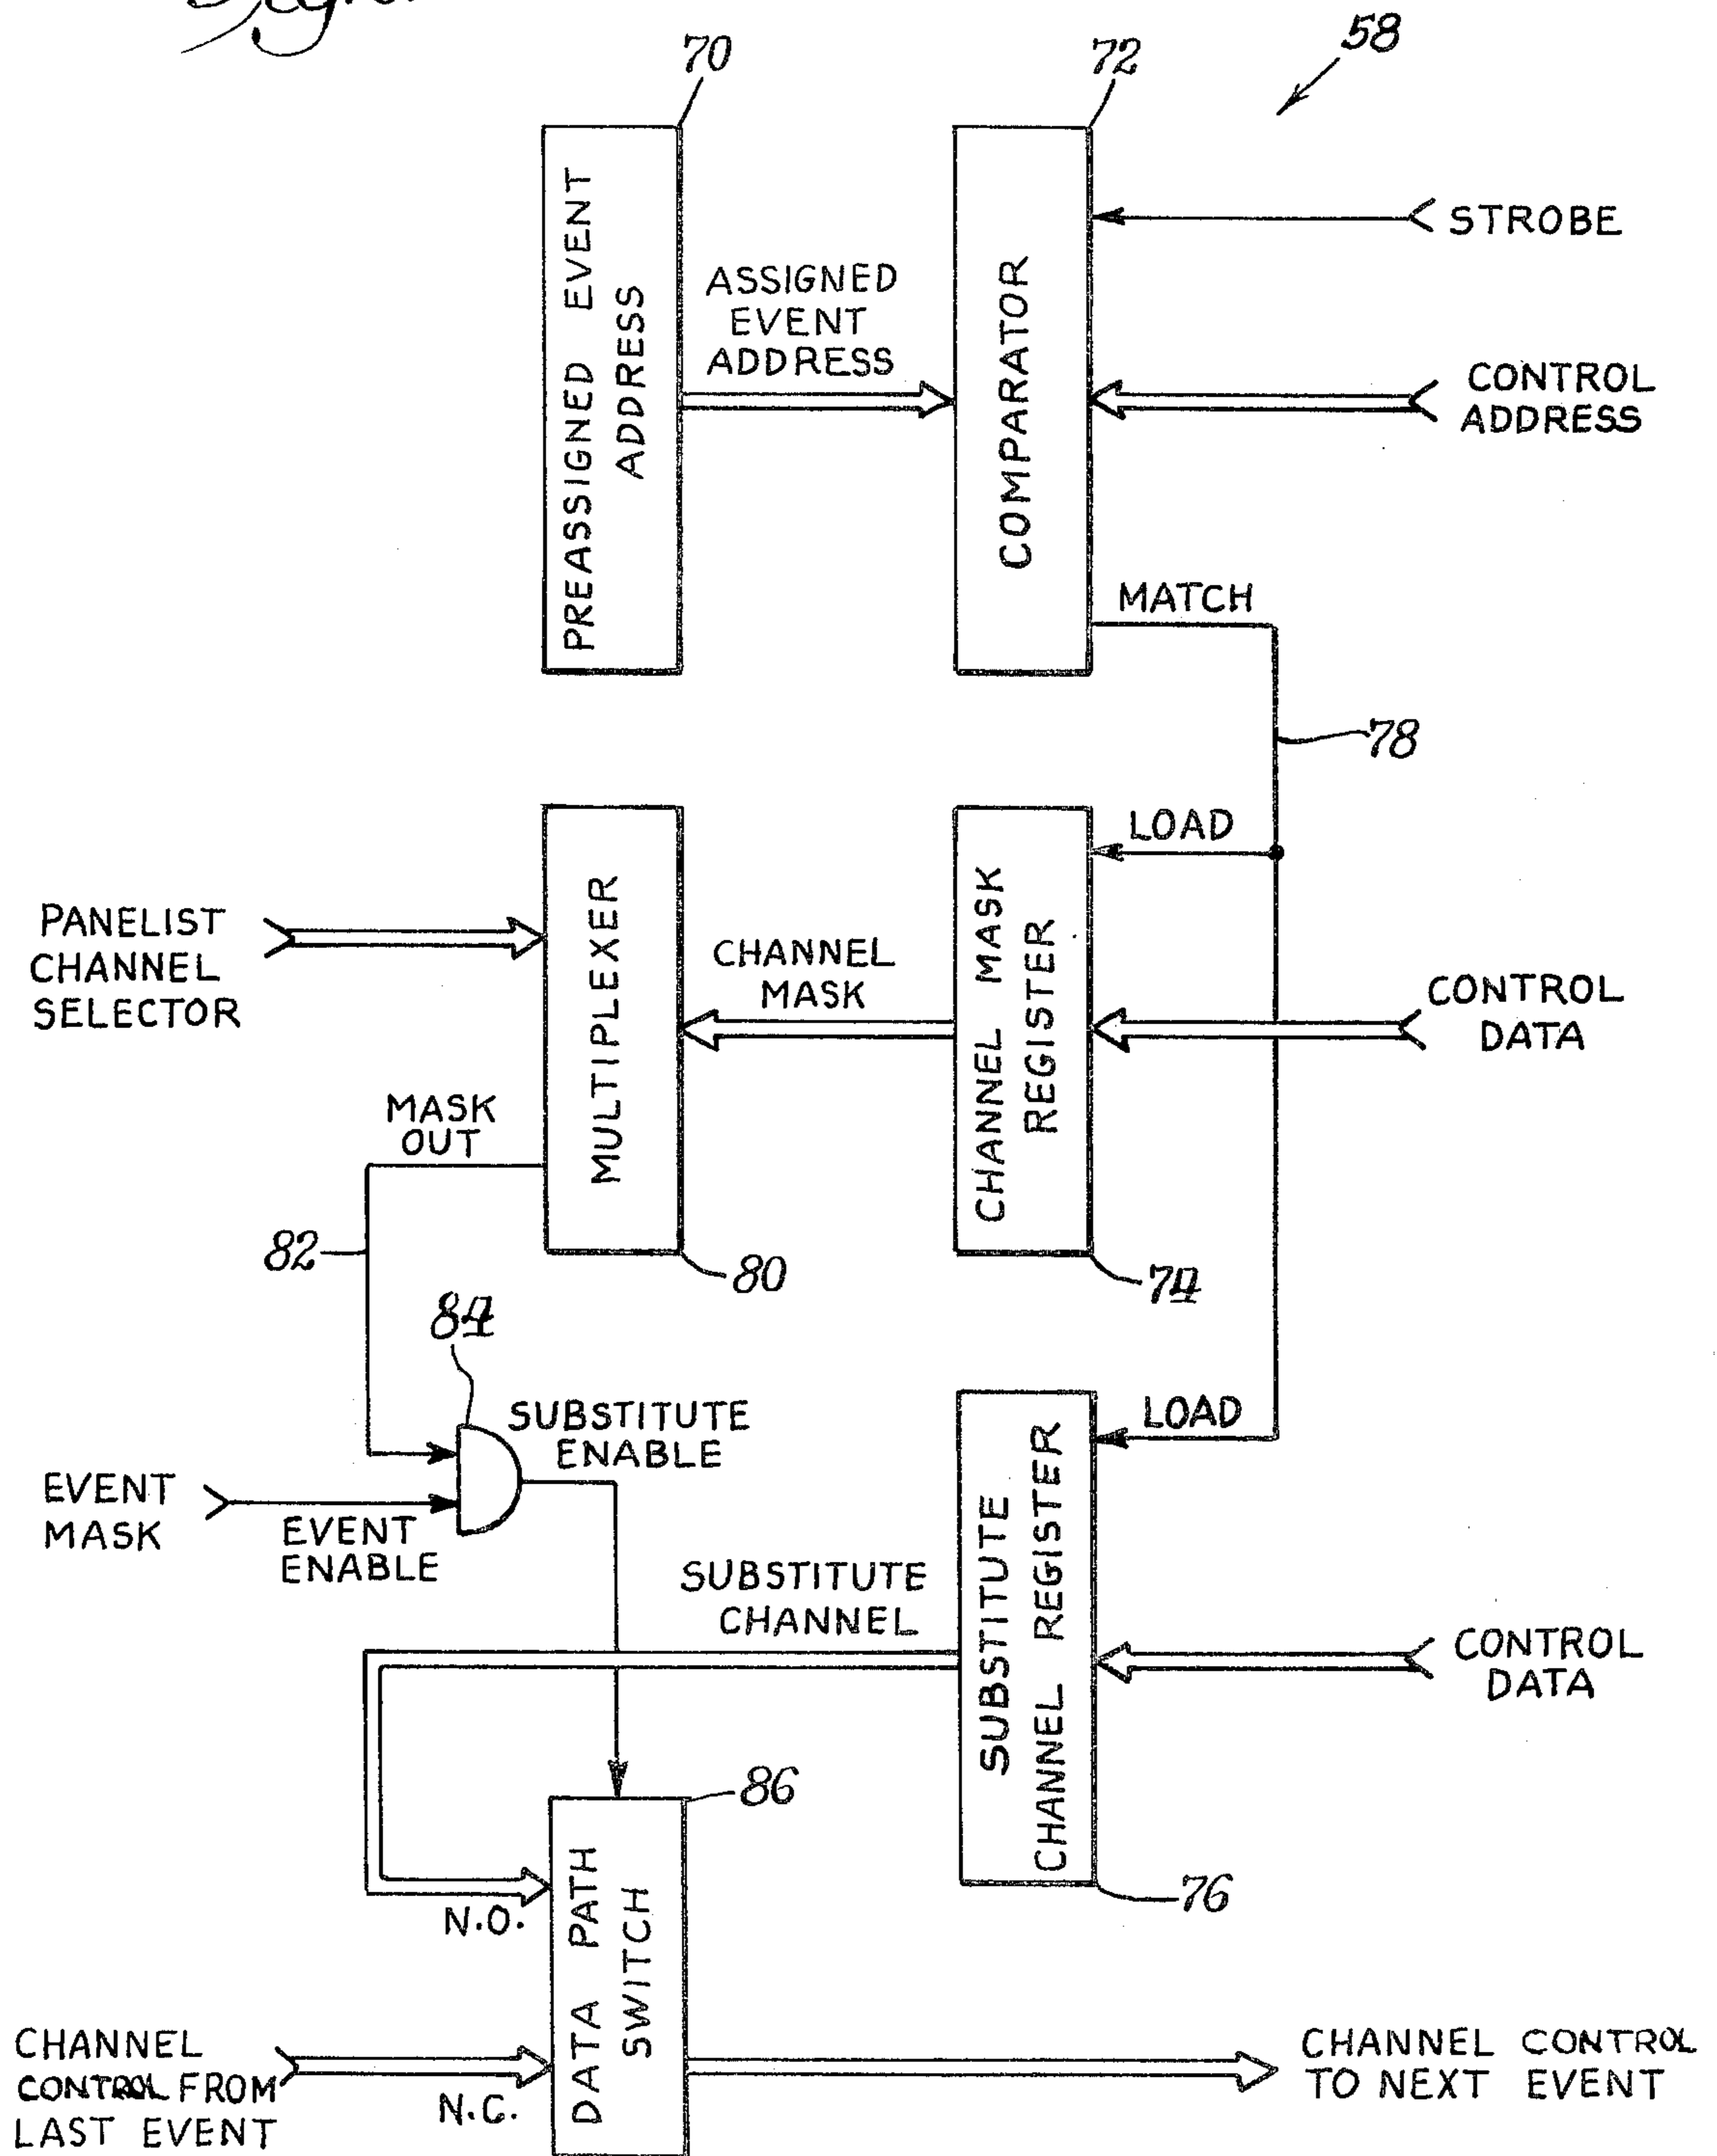 70
72
58
PREASSIGNED EVENT
ADDRESS
ASSIGNED
EVENT
ADDRESS
COMPARATOR
STROBE
CONTROL
ADDRESS
MATCH
78
LOAD
PANELIST
CHANNEL
SELECTOR
MULTIPLEXER
CHANNEL
MASK
CHANNEL MASK
REGISTER
CONTROL
DATA
MASK
OUT
82
80
74
84
SUBSTITUTE
ENABLE
LOAD
EVENT
MASK
EVENT
ENABLE
SUBSTITUTE
CHANNEL
SUBSTITUTE
CHANNEL REGISTER
CONTROL
DATA
86
76
N.O.
DATA PATH
SWITCH
CHANNEL
CONTROL FROM
LAST EVENT
N.C.
CHANNEL CONTROL
TO NEXT EVENT